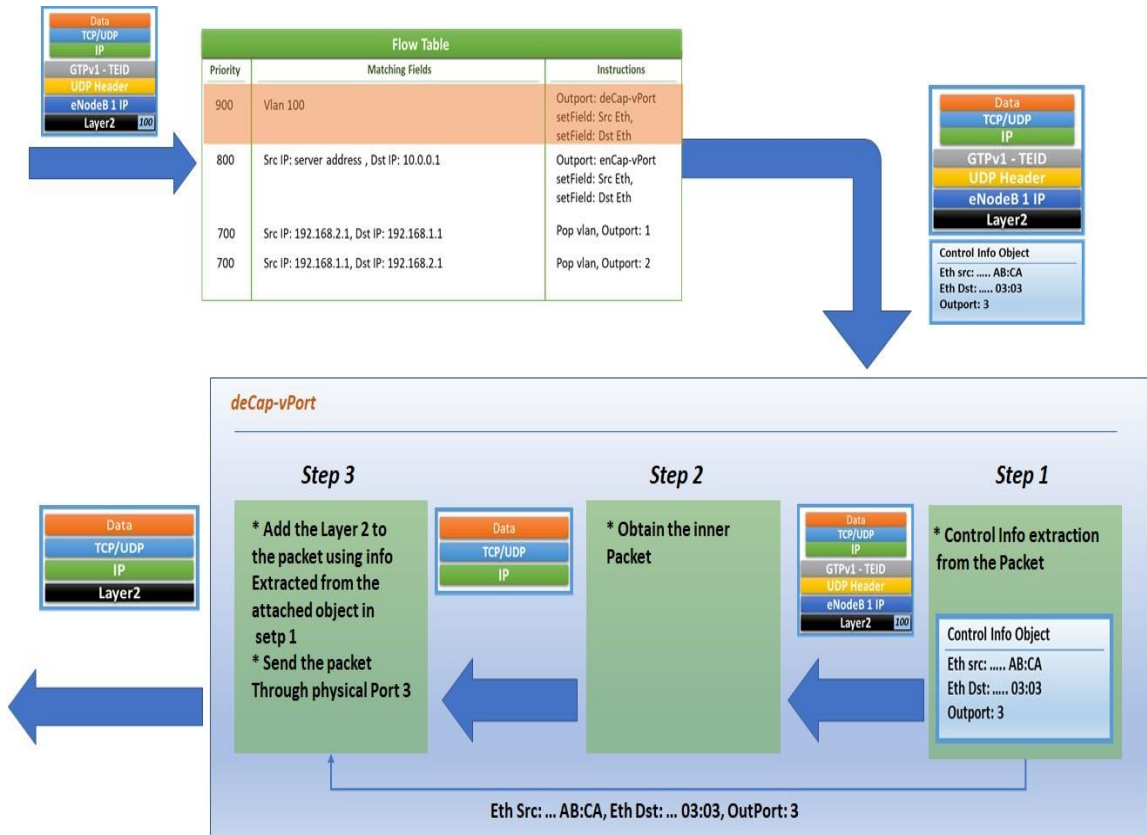 Data
TCP/UDP
IP
GTPv1 - TEID
UDP Header
eNodeB 1 IP
Layer2 100
Flow Table
Priority Matching Fields Instructions
900 Vlan 100 Outport: deCap-vPort
setField: Src Eth,
setField: Dst Eth
800 Src IP: server address , Dst IP: 10.0.0.1 Outport: enCap-vPort
setField: Src Eth,
setField: Dst Eth
700 Src IP: 192.168.2.1, Dst IP: 192.168.1.1 Pop vlan, Outport: 1
700 Src IP: 192.168.1.1, Dst IP: 192.168.2.1 Pop vlan, Outport: 2
Data
TCP/UDP
IP
GTPv1 - TEID
UDP Header
eNodeB 1 IP
Layer2
Control Info Object
Eth src: ..... AB:CA
Eth Dst: ..... 03:03
Outport: 3
deCap-vPort
Step 3
* Add the Layer 2 to
the packet using info
Extracted from the
attached object in
setp 1
* Send the packet
Through physical Port 3
Step 2
* Obtain the inner
Packet
Step 1
* Control Info extraction
from the Packet
Control Info Object
Eth src: ..... AB:CA
Eth Dst: ..... 03:03
Outport: 3
Data
TCP/UDP
IP
Layer2
Data
TCP/UDP
IP
Data
TCP/UDP
IP
GTPv1 - TEID
UDP Header
eNodeB 1 IP
Layer2 100
Eth Src: ... AB:CA, Eth Dst: ... 03:03, OutPort: 3